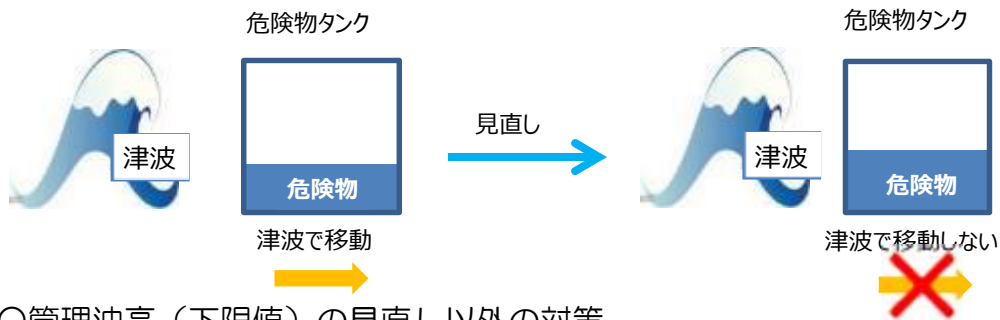 危険物タンク
危険物タンク
見直し
津波
危険物
津波
危険物
津波で移動
津波で移動しない
〇管理油高（下限値）の見直し以外の対策